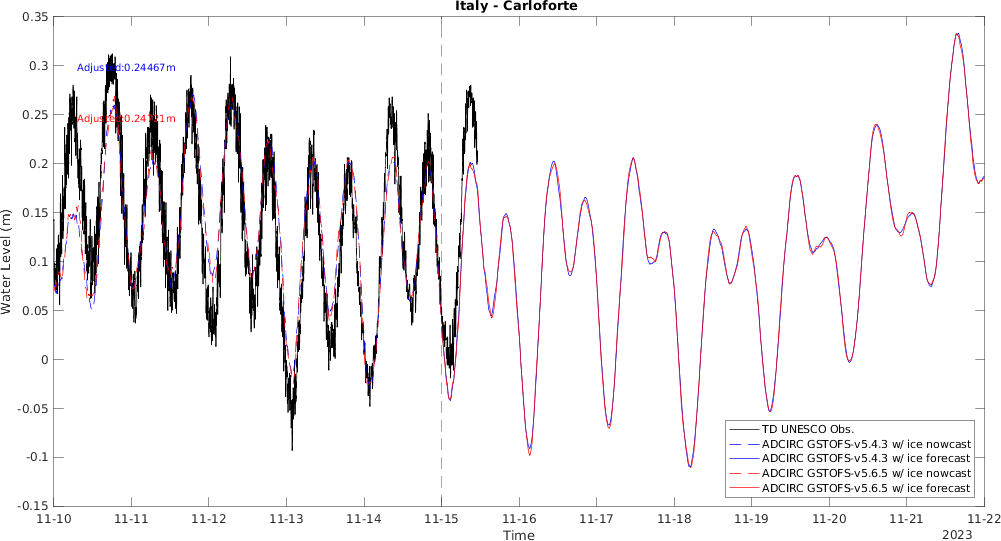 Italy - Carloforte
0.35
0.3
0.25
0.2
0.15
0.1
0.05
0
-0.05
-0.1
-0.15
Water Level (m)
Adjusted:0.24467m
11-10
11-11
11-12
11-13
11-14
11-15
11-16
11-17
11-18
11-19
11-20
11-21
11-22
2023
Time
TD UNESCO Obs.
ADCIRC GSTOFS-v5.4.3 w/ ice nowcast
ADCIRC GSTOFS-v5.4.3 w/ ice forecast
ADCIRC GSTOFS-v5.6.5 w/ ice nowcast
ADCIRC GSTOFS-v5.6.5 w/ ice forecast